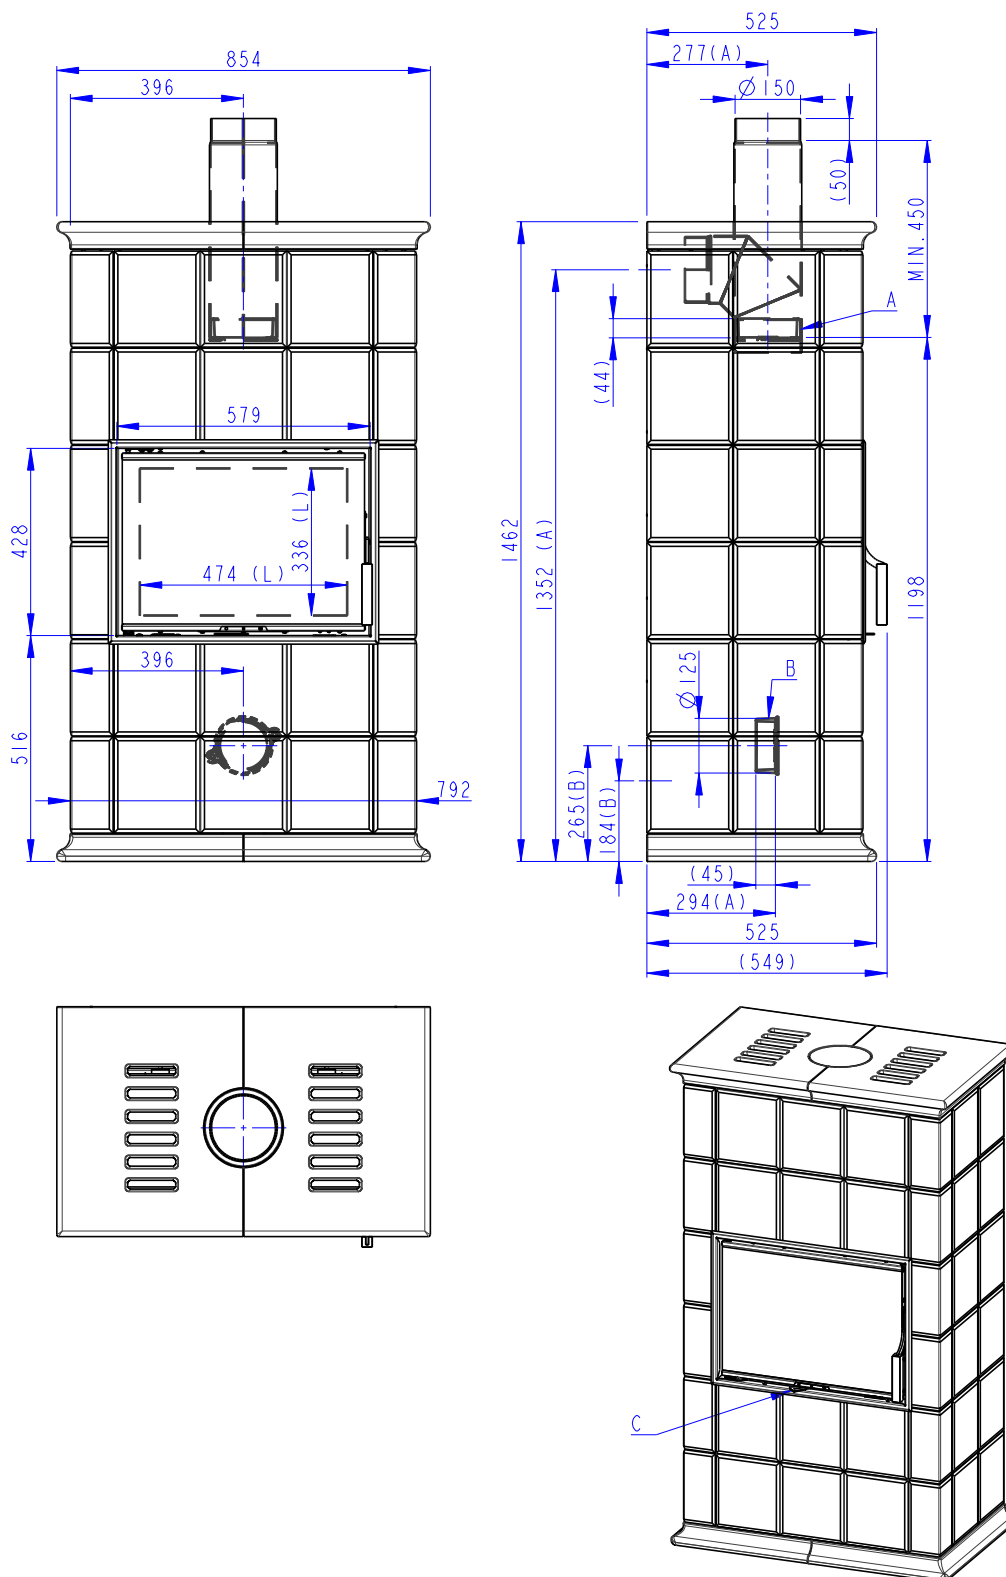 854
396
525
277(A)
Ø150
(50)
MIN.450
A
(44)
579
428
336 (L)
474 (L)
1462
1352 (A)
1198
396
516
792
Ø125
B
265(B)
184(B)
(45)
294(A)
525
(549)
C